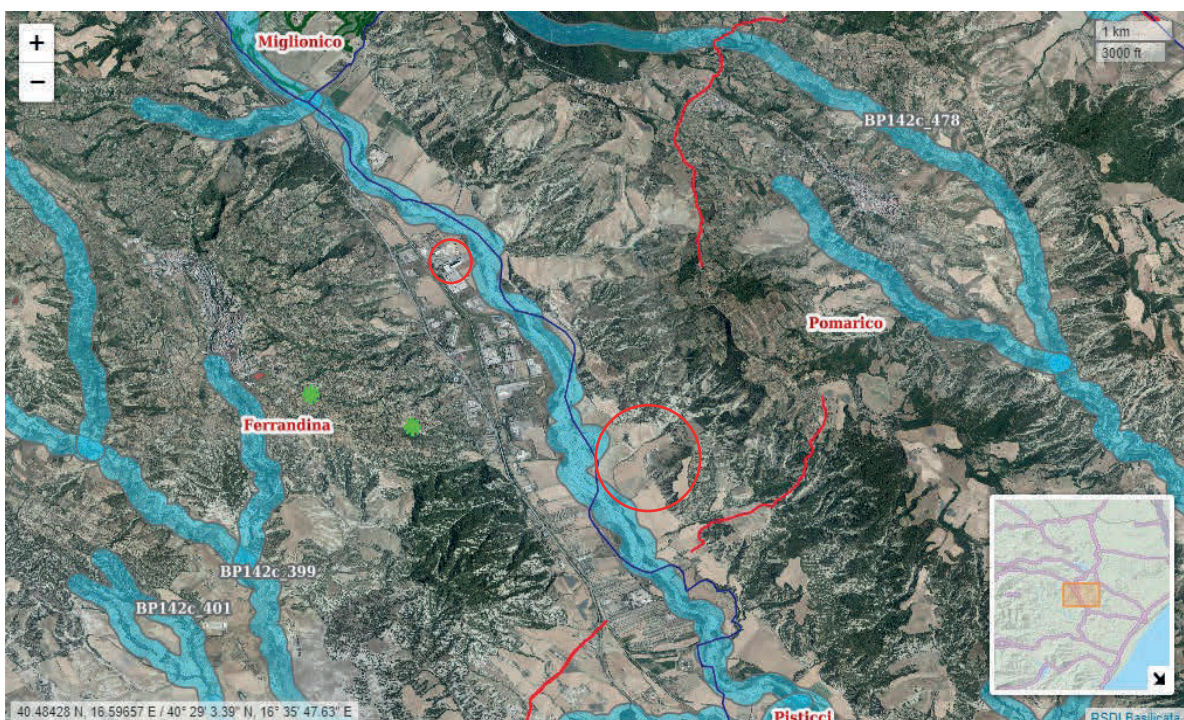 +
Miglionico
1 km
3000 ft
−
BP142c_478
Pomarico
Ferrandina
BP142c_399
BP142c_401
40.48428 N, 16.59657 E / 40° 29' 3.39" N, 16° 35' 47.63" E
Pisticci
RSDI Basilicata